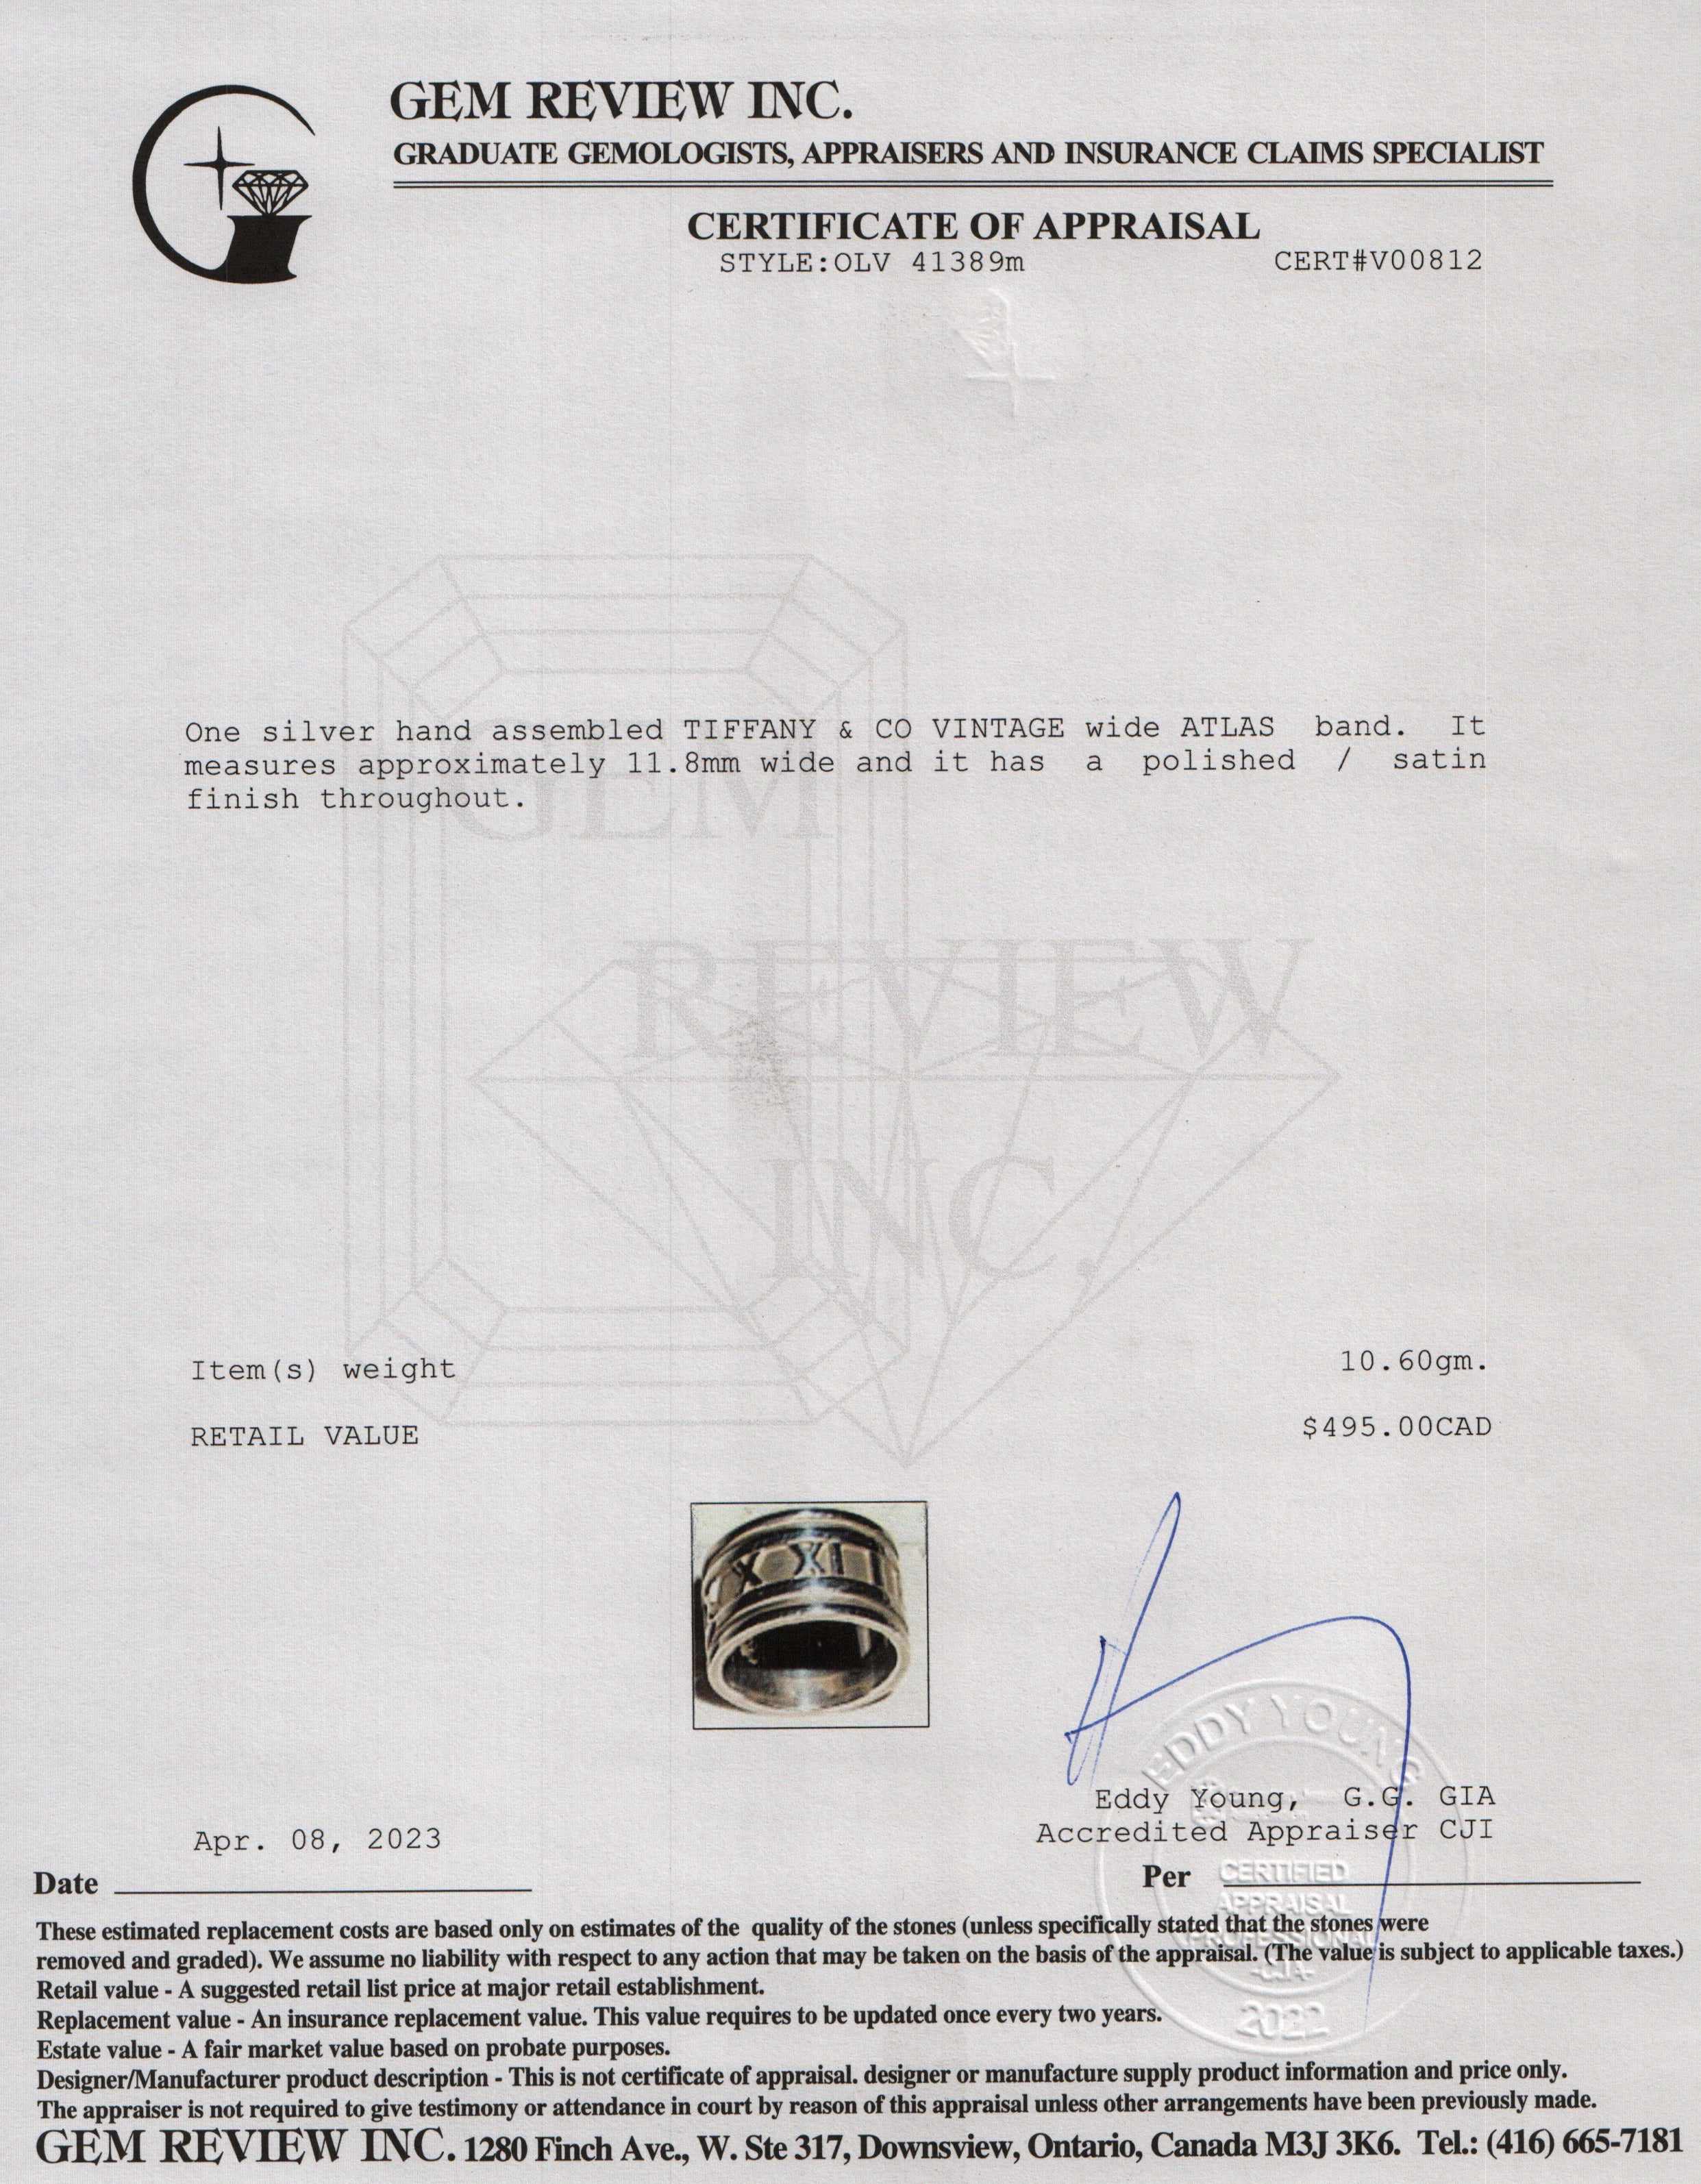 GEM REVIEW INC.
GRADUATE GEMOLOGISTS, APPRAISERS AND INSURANCE CLAIMS SPECIALIST
CERTIFICATE OF APPRAISAL
STYLE:OLV 41389m
CERT#V00812
One silver hand assembled TIFFANY & CO VINTAGE wide ATLAS band. It
measures approximately 11.8mm wide and it has a polished / satin
finish throughout.
GEM
REVIEW
INC.
Item(s) weight 10.60gm.
RETAIL VALUE $495.00CAD
X XI I
EDDY YOUNG
Eddy Young, G.G. GIA
Accredited Appraiser CJI
Apr. 08, 2023
Date
Per
CERTIFIED
APPRAISAL
PROFESSIONAL
-CJA-
2022
These estimated replacement costs are based only on estimates of the quality of the stones (unless specifically stated that the stones were
removed and graded). We assume no liability with respect to any action that may be taken on the basis of the appraisal. (The value is subject to applicable taxes.)
Retail value - A suggested retail list price at major retail establishment.
Replacement value - An insurance replacement value. This value requires to be updated once every two years.
Estate value - A fair market value based on probate purposes.
Designer/Manufacturer product description - This is not certificate of appraisal. designer or manufacture supply product information and price only.
The appraiser is not required to give testimony or attendance in court by reason of this appraisal unless other arrangements have been previously made.
GEM REVIEW INC. 1280 Finch Ave., W. Ste 317, Downsview, Ontario, Canada M3J 3K6. Tel.: (416) 665-7181